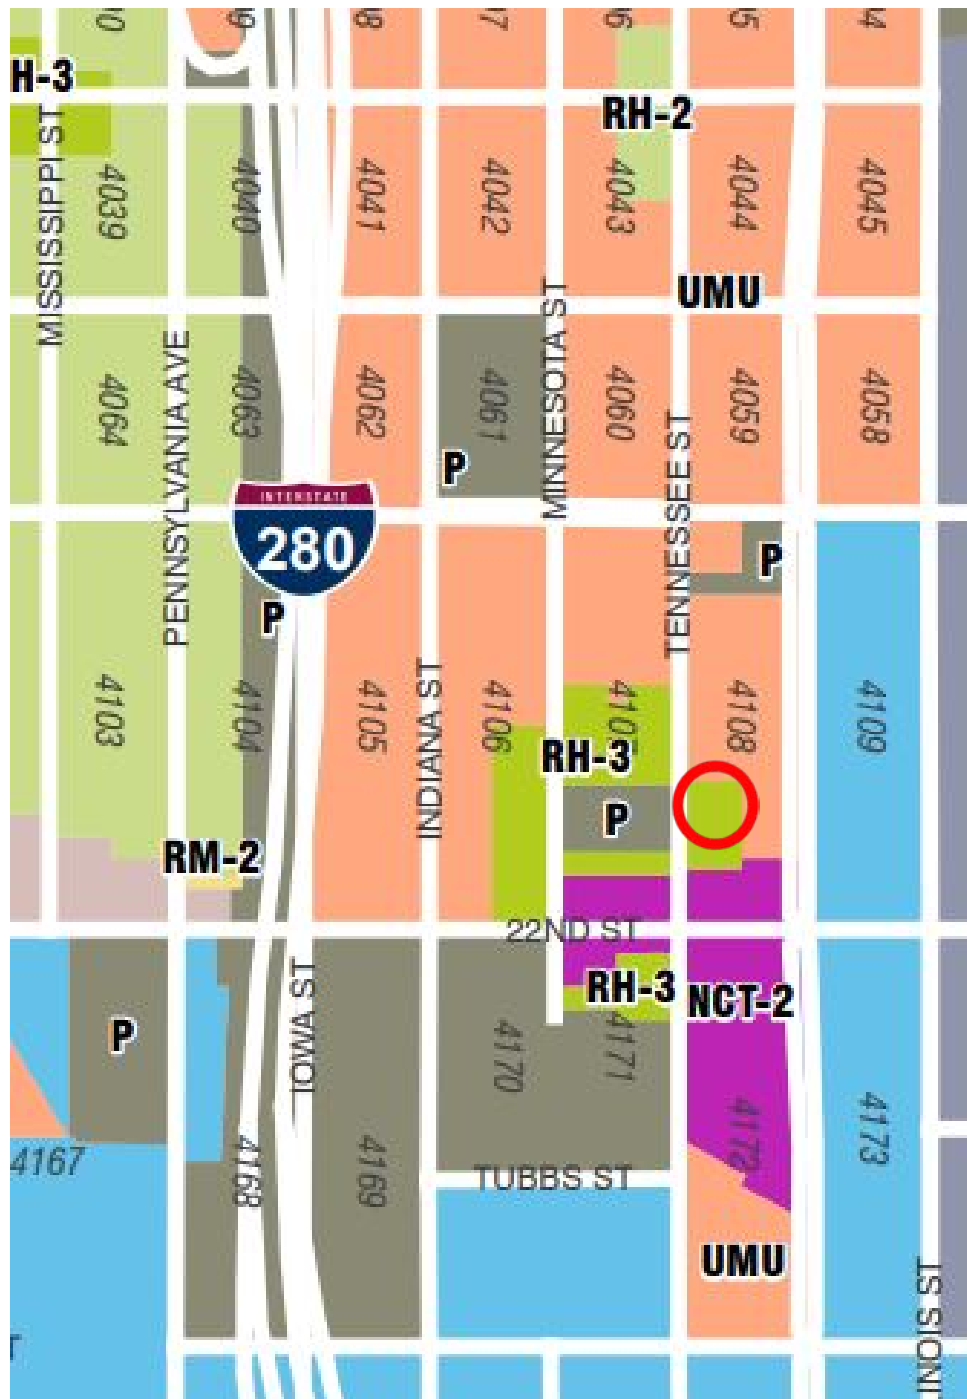 H-3
RH-2
MISSISSIPPI ST
4039
4040
4041
4042
4043
4044
4045
UMU
MINNESOTA ST
PENNSYLVANIA AVE
4064
4063
4062
4061
4060
4059
4058
P
TENNESSEE ST
INTERSTATE
280
P
P
INDIANA ST
4103
4104
4105
4106
4108
4109
RH-3
P
RM-2
22ND ST
RH-3
NCT-2
IOWA ST
P
4170
4171
4167
4168
4169
4172
4173
TUBBS ST
UMU
INOIS ST
T